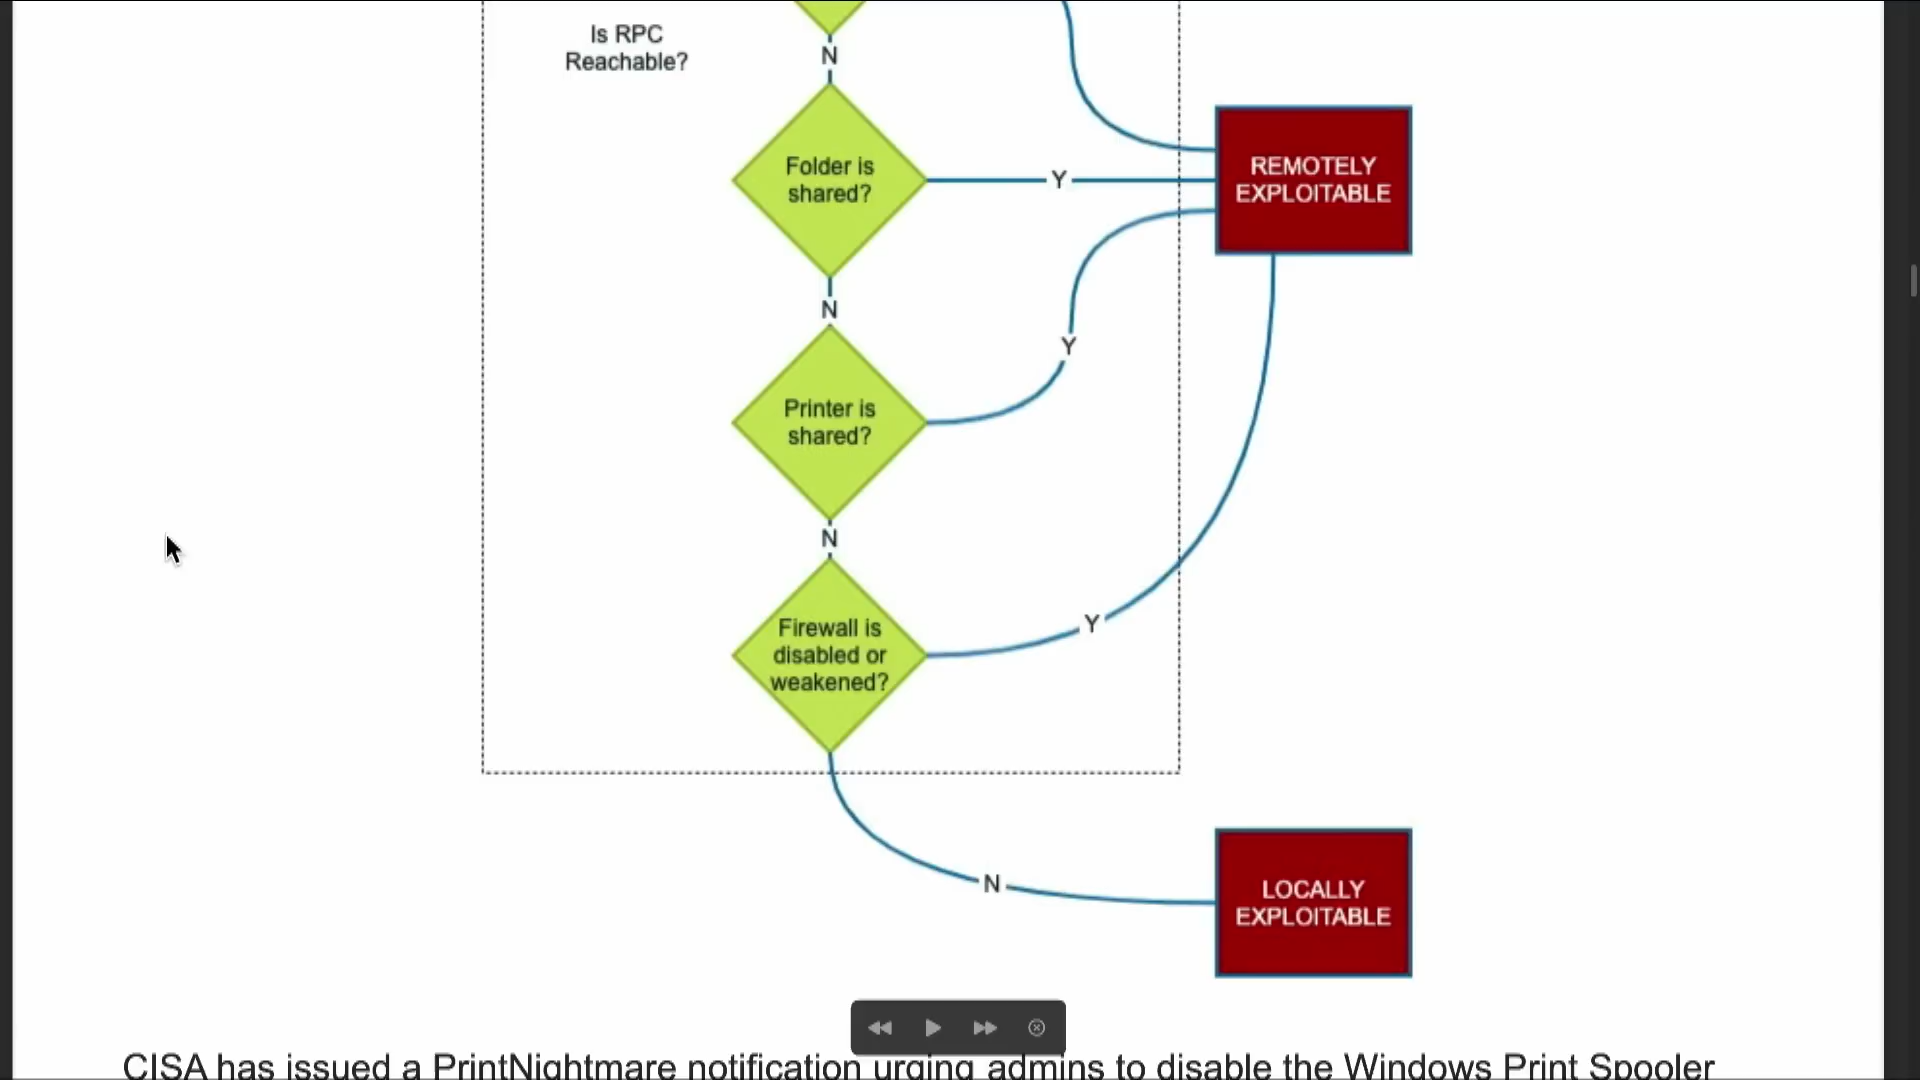 Is RPC
Reachable?
N
Folder is
shared?
Y
REMOTELY
EXPLOITABLE
N
Y
Printer is
shared?
N
Firewall is
disabled or
weakened?
Y
N
LOCALLY
EXPLOITABLE
CISA has issued a PrintNightmare notification urging admins to disable the Windows Print Spooler